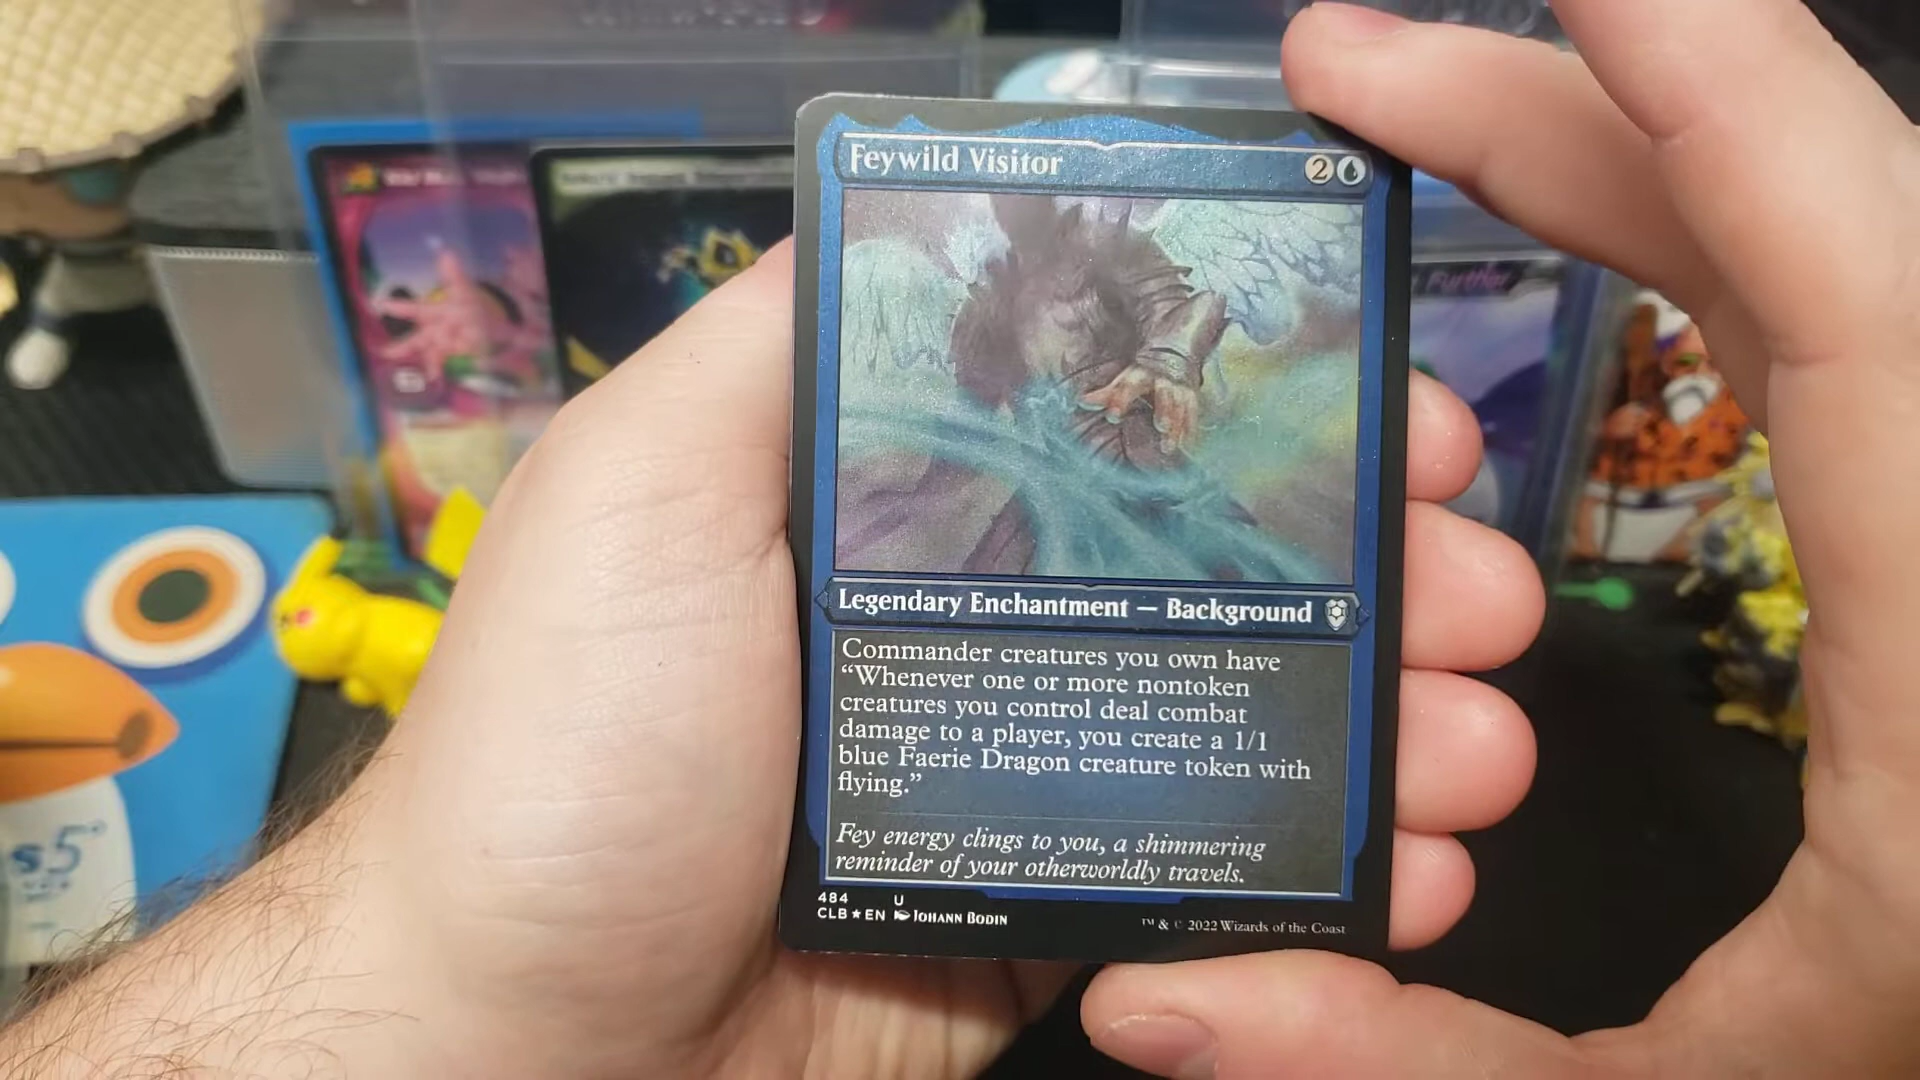 Feywild Visitor
2
Legendary Enchantment — Background
Commander creatures you own have
“Whenever one or more nontoken
creatures you control deal combat
damage to a player, you create a 1/1
blue Faerie Dragon creature token with
flying.”
Fey energy clings to you, a shimmering
reminder of your otherworldly travels.
484 U
CLB★EN Johann Bodin
™ & © 2022 Wizards of the Coast
Further
s5